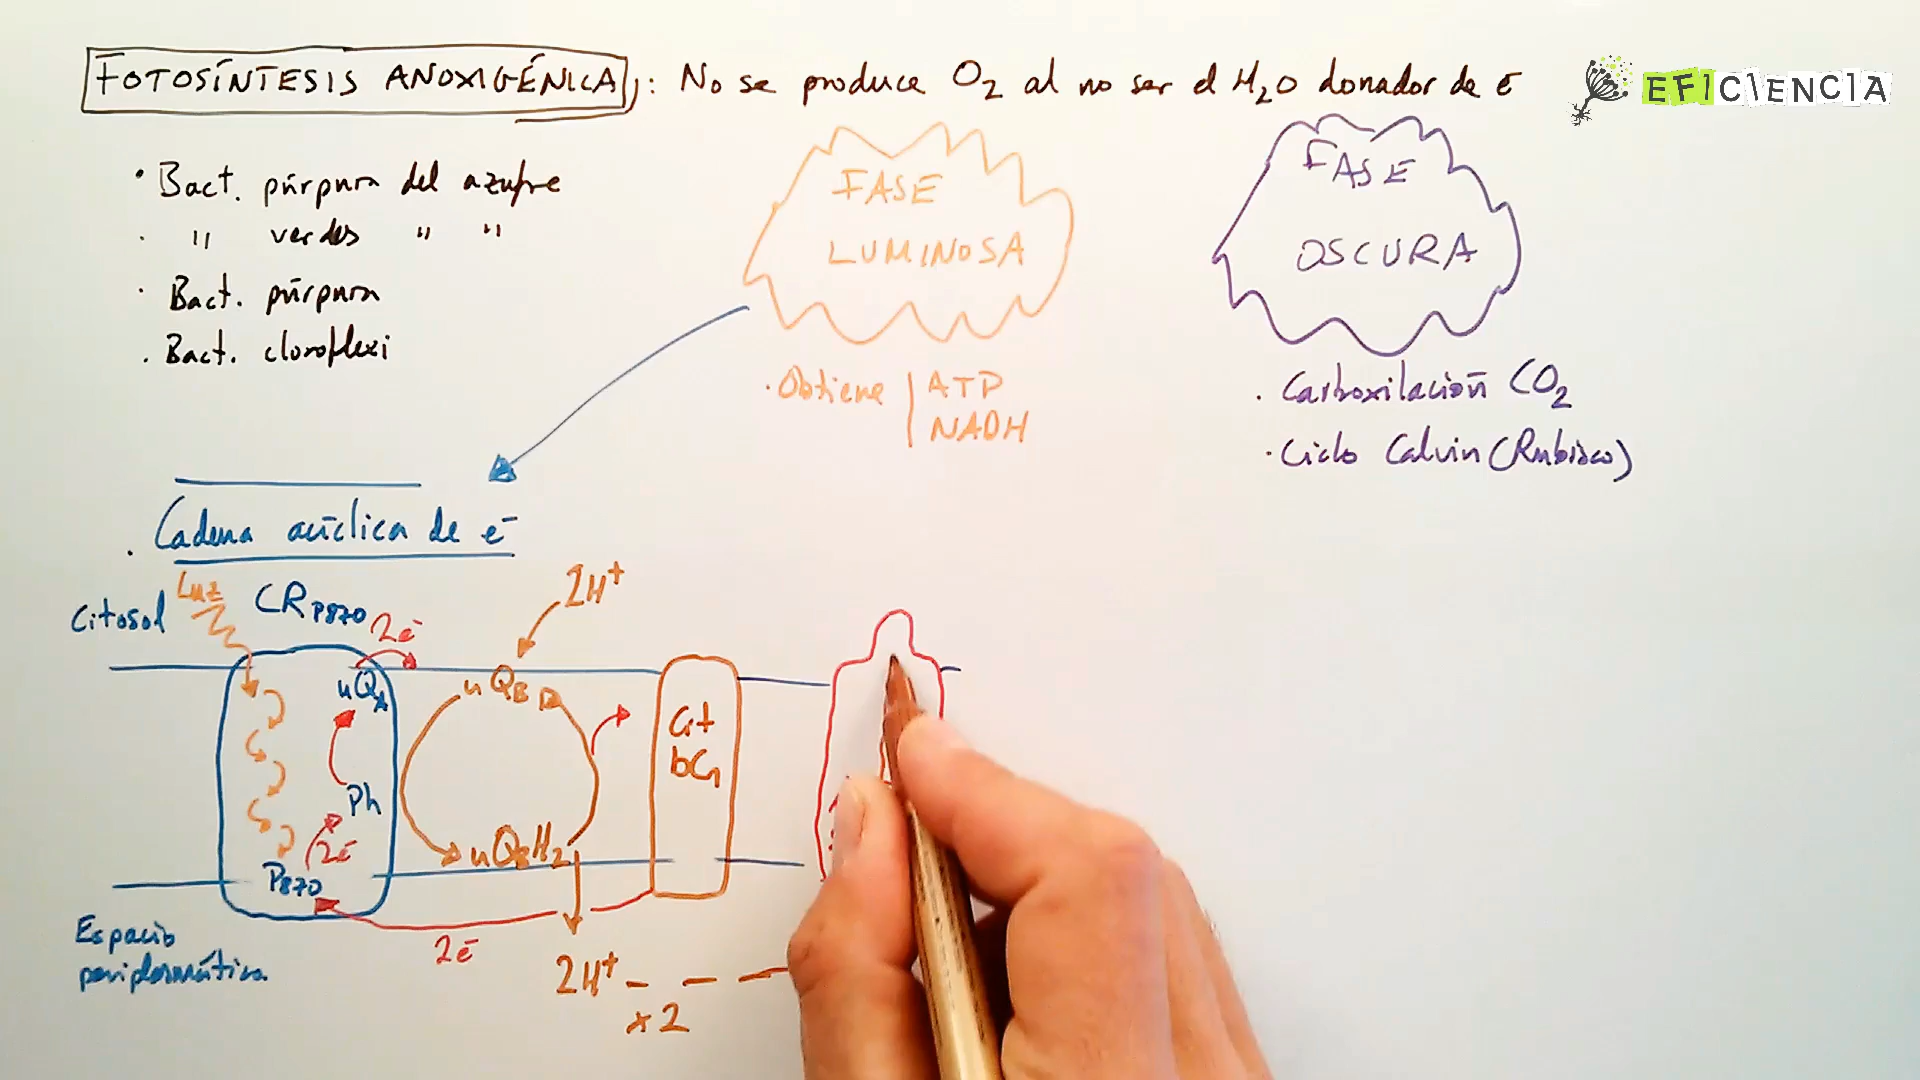 FOTOSÍNTESIS ANOXIGÉNICA: No se produce O2 al no ser el H2O donador de e-
EFICIENCIA
· Bact. púrpura del azufre
· " verdes " "
· Bact. púrpura
· Bact. cloroflexi
FASE
LUMINOSA
· Obtiene | ATP
NADH
FASE
OSCURA
· Carboxilación CO2
· Ciclo Calvin (Rubisco)
· Cadena acíclica de e-
Citosol
Luz
CR P870
2e-
2H+
uQA
uQB
Cit
bC1
Ph
2e-
uQBH2
P870
2e-
Espacio
periplasmático
2H+
x2